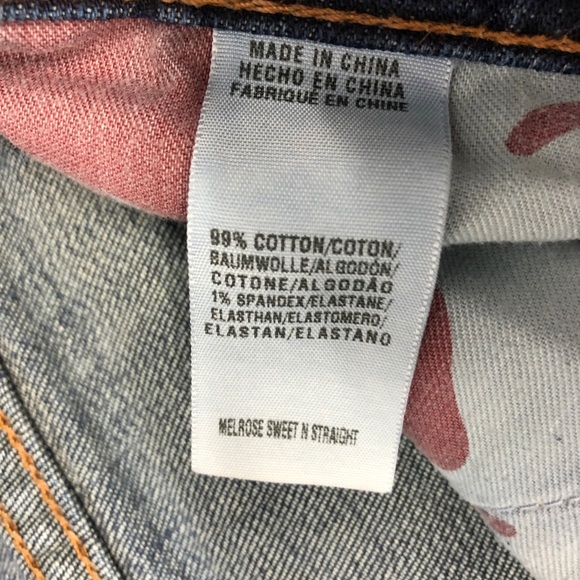 MADE IN CHINA
HECHO EN CHINA
FABRIQUÉ EN CHINE
99% COTTON/COTON/
BAUMWOLLE/ALGODÓN/
COTONE/ALGODÃO
1% SPANDEX/ELASTANE/
ELASTHAN/ELASTOMERO/
ELASTAN/ELASTANO
MELROSE SWEET N STRAIGHT